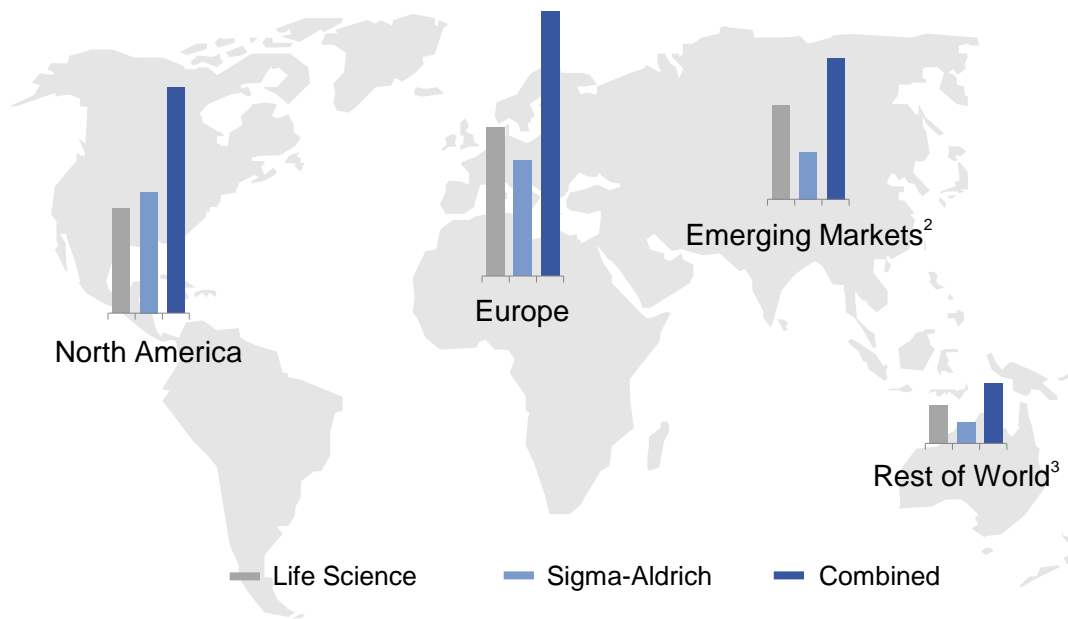 Emerging Markets²
Europe
North America
Rest of World³
Life Science
Sigma-Aldrich
Combined